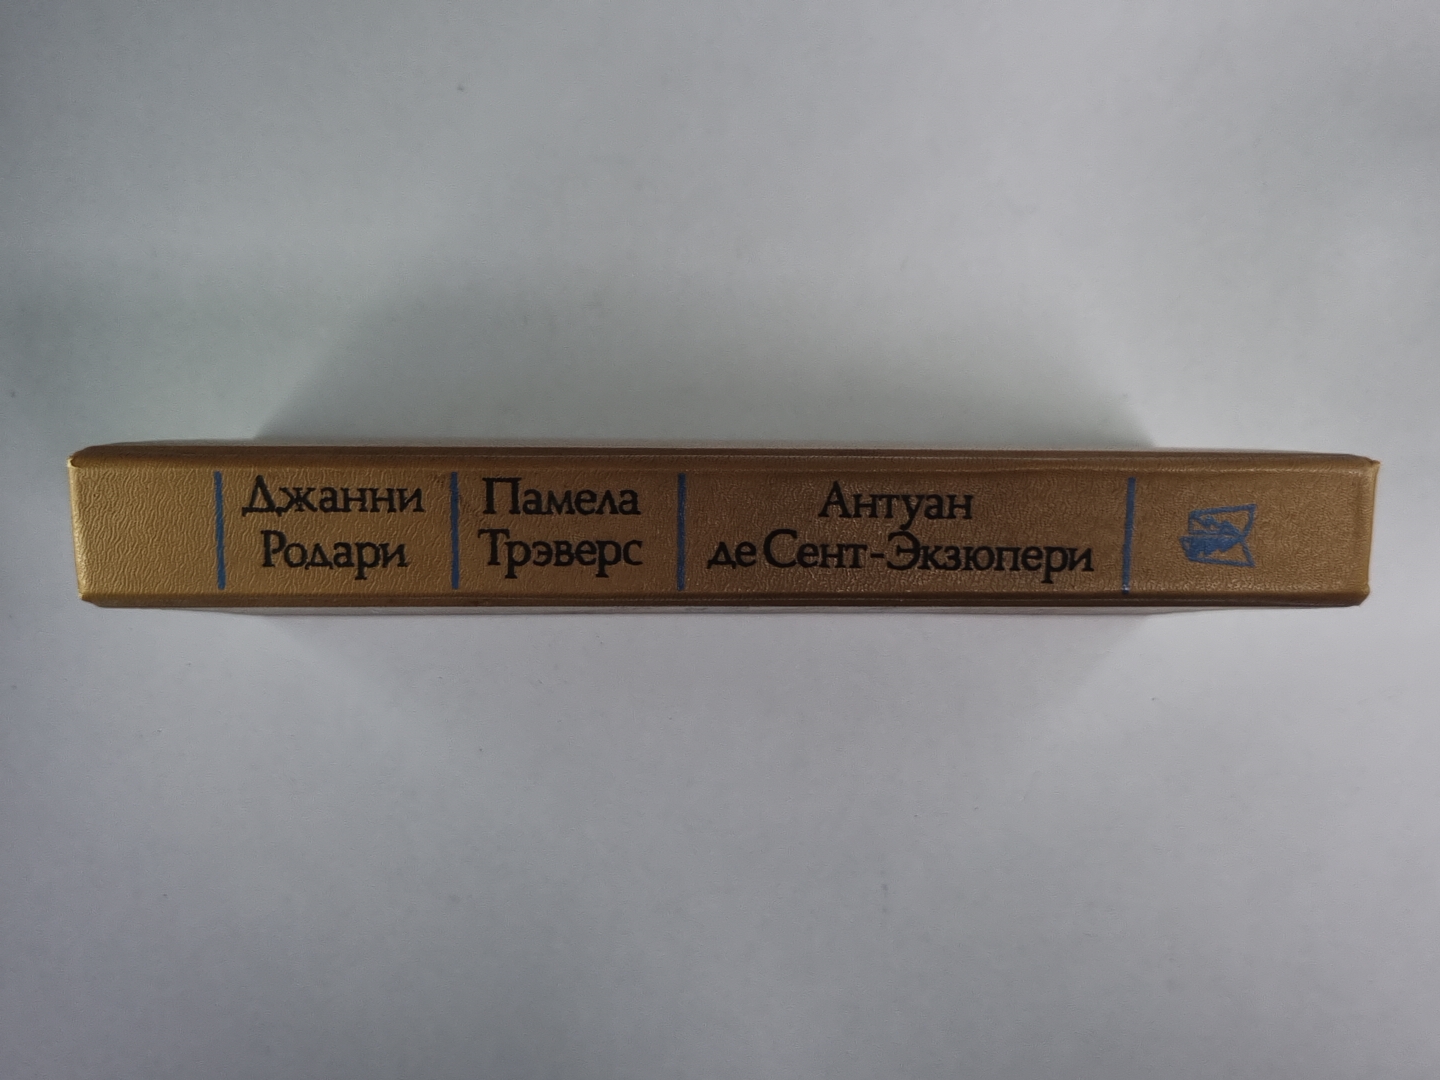 Джанни
Родари
Памела
Трэверс
Антуан
де Сент-Экзюпери